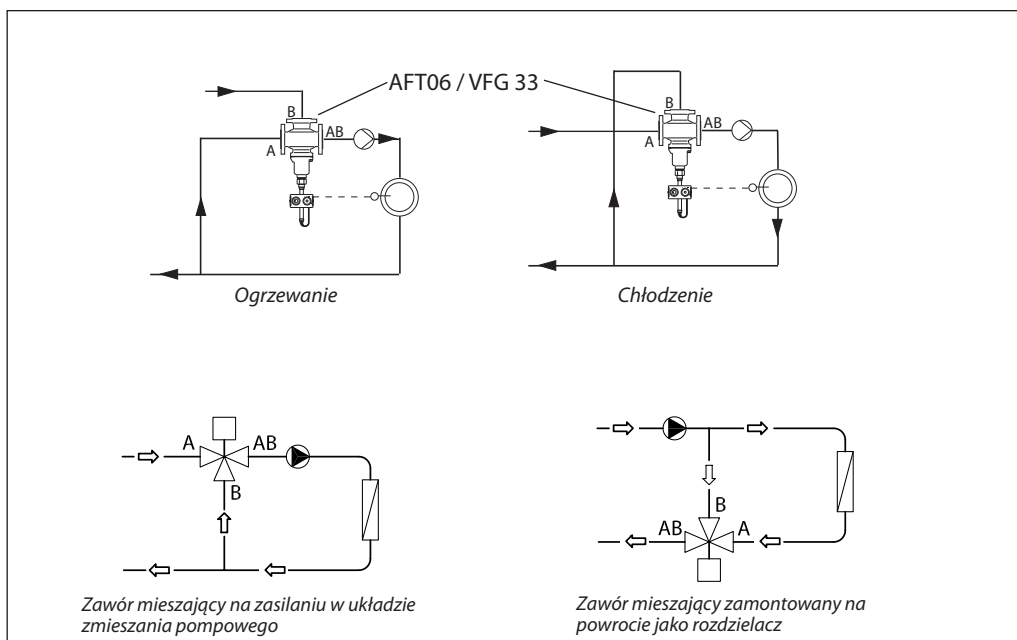 AFT06 / VFG 33
B
AB
A
B
AB
A
Ogrzewanie
Chłodzenie
A
AB
B
B
AB
A
Zawór mieszający na zasilaniu w układzie
zmieszania pompowego
Zawór mieszający zamontowany na
powrocie jako rozdzielacz